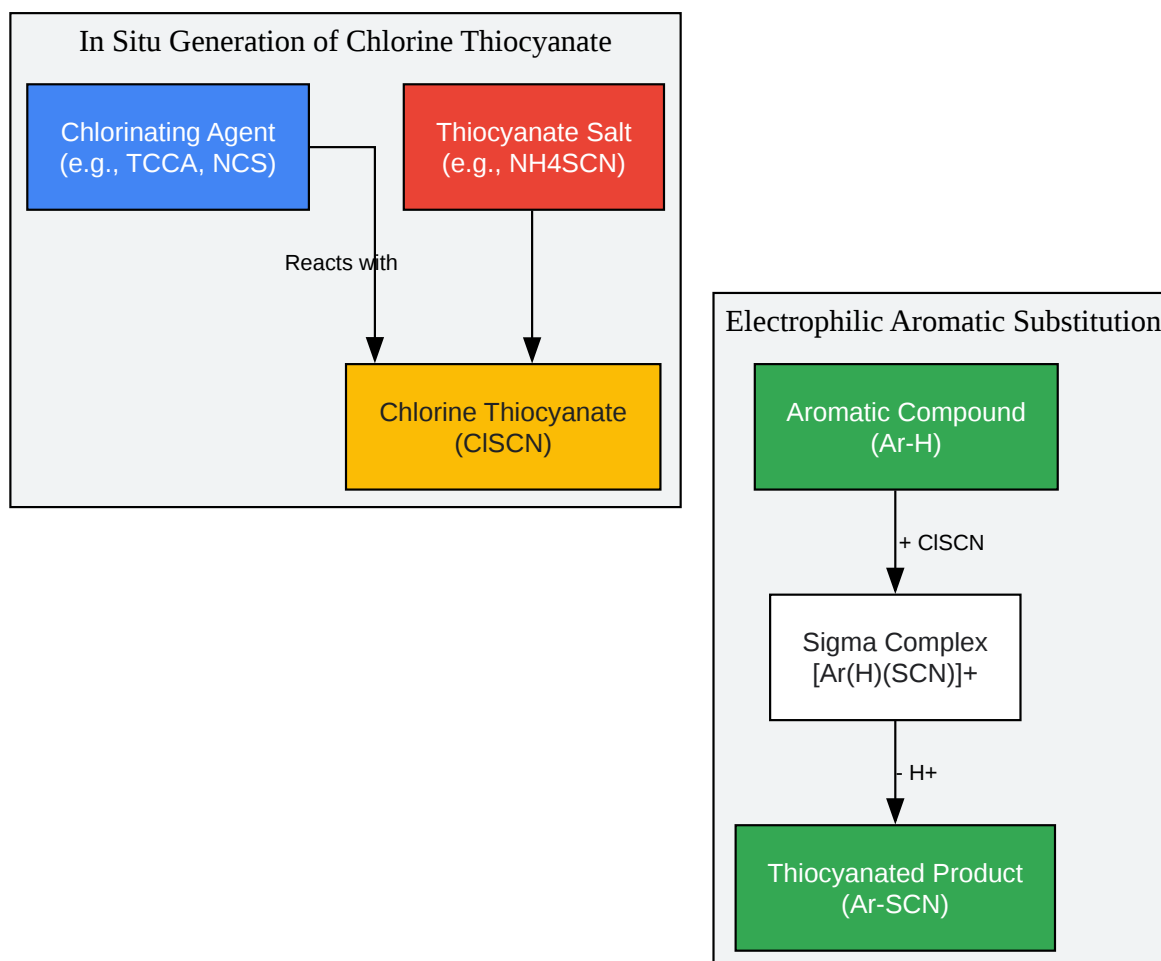 In Situ Generation of Chlorine Thiocyanate
Chlorinating Agent
(e.g., TCCA, NCS)
Thiocyanate Salt
(e.g., NH4SCN)
Reacts with
Chlorine Thiocyanate
(ClSCN)
Electrophilic Aromatic Substitution
Aromatic Compound
(Ar-H)
+ ClSCN
Sigma Complex
[Ar(H)(SCN)]+
- H+
Thiocyanated Product
(Ar-SCN)